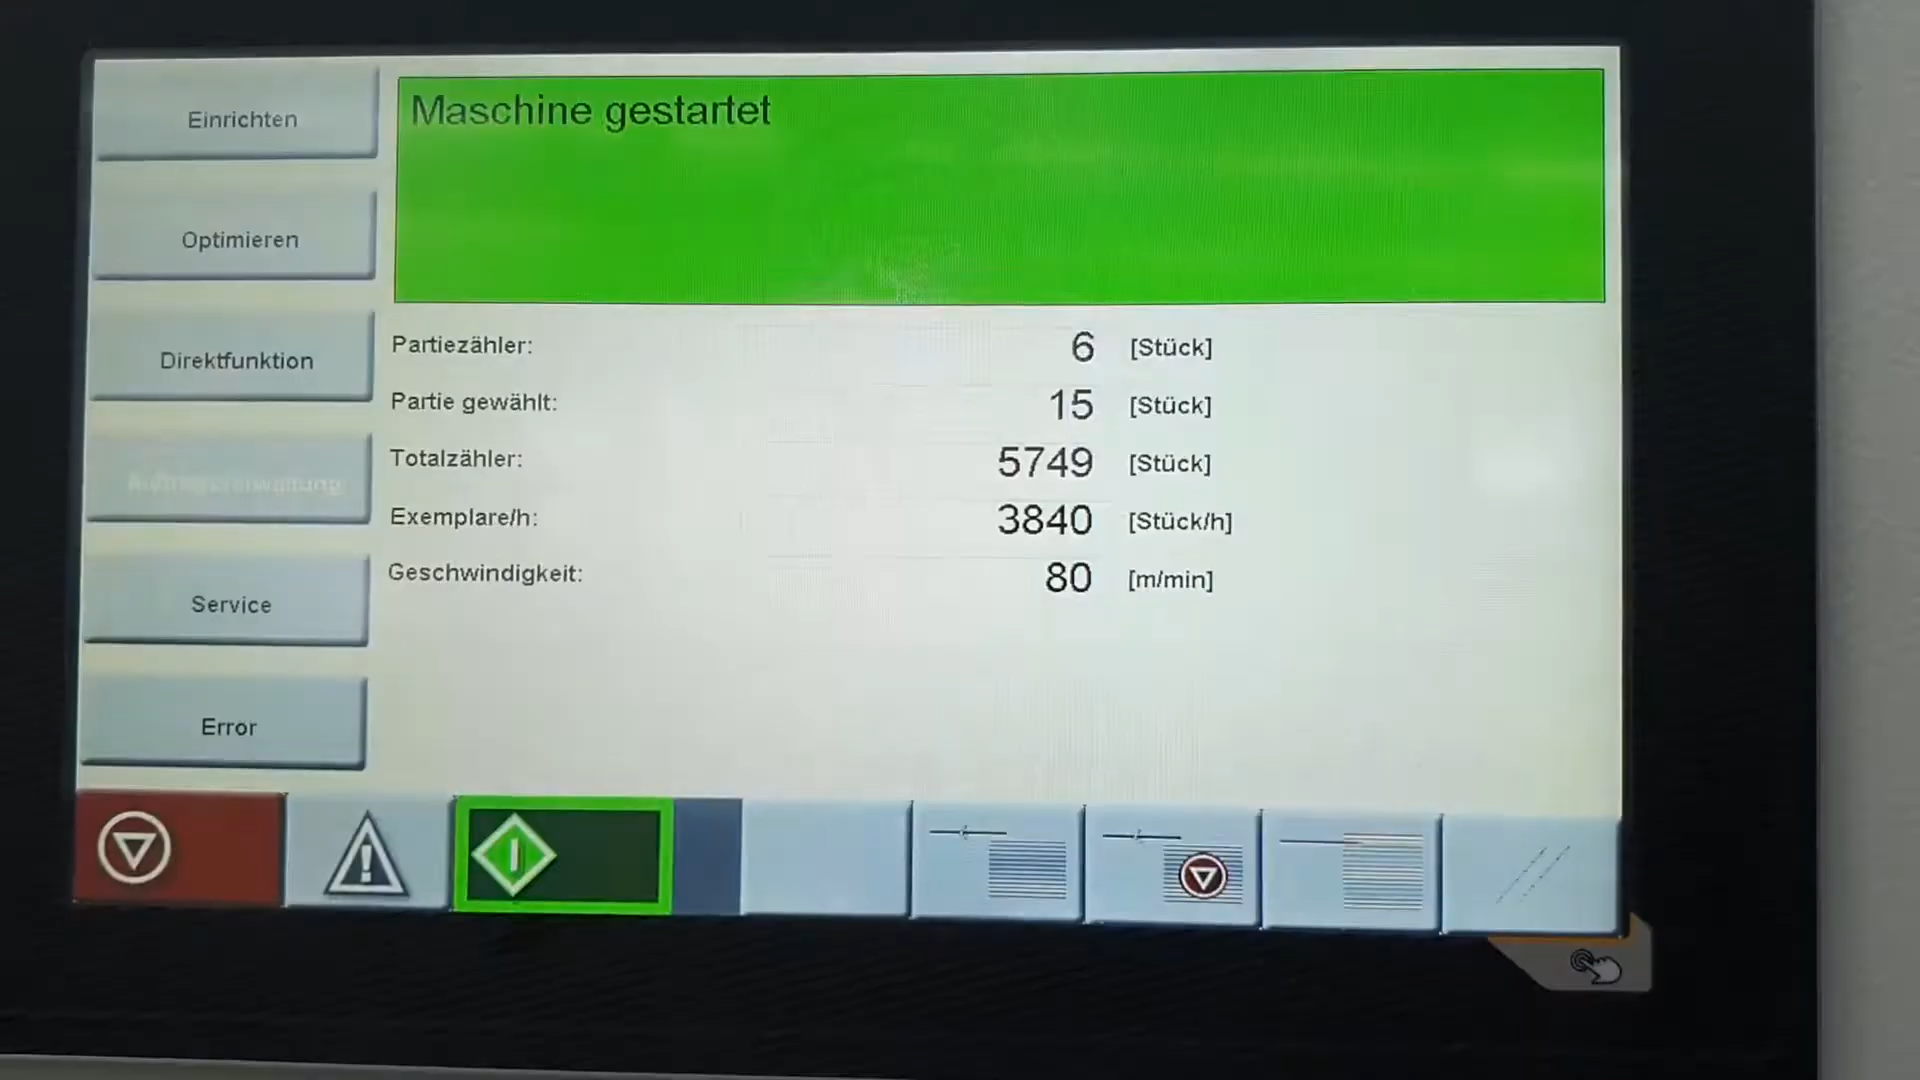 Einrichten
Optimieren
Direktfunktion
Auftragsverwaltung
Service
Error
Maschine gestartet
Partiezähler: 6 [Stück]
Partie gewählt: 15 [Stück]
Totalzähler: 5749 [Stück]
Exemplare/h: 3840 [Stück/h]
Geschwindigkeit: 80 [m/min]